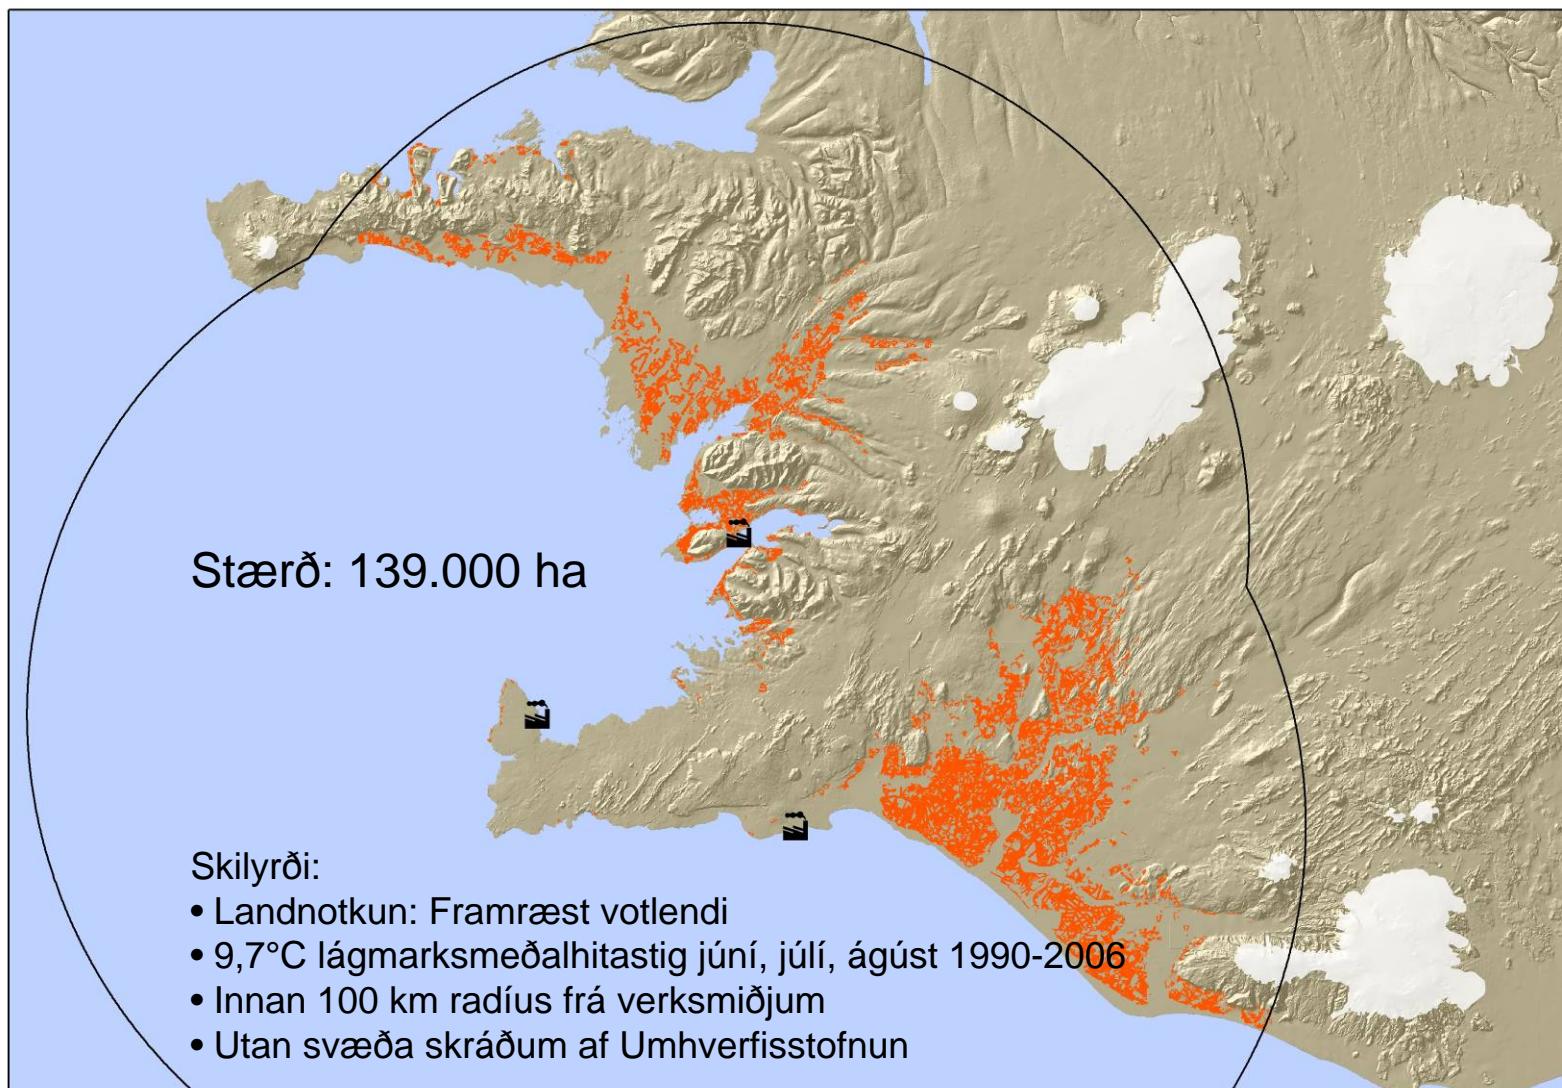 Stærð: 139.000 ha
Skilyrði:
• Landnotkun: Framræst votlendi
• 9,7°C lágmarksmeðalhitastig júní, júlí, ágúst 1990-2006
• Innan 100 km radíus frá verksmiðjum
• Utan svæða skráðum af Umhverfisstofnun